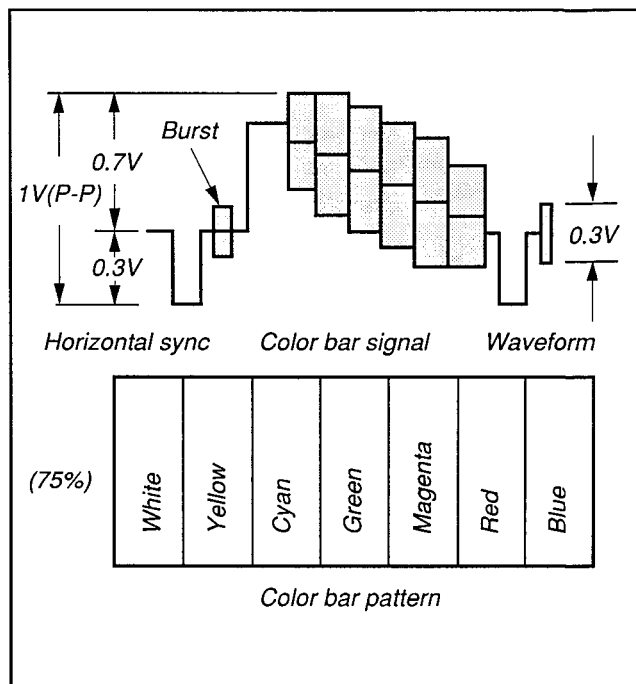 Burst
0.7V
1V(P-P)
0.3V
0.3V
Horizontal sync
Color bar signal
Waveform
(75%)
White
Yellow
Cyan
Green
Magenta
Red
Blue
Color bar pattern